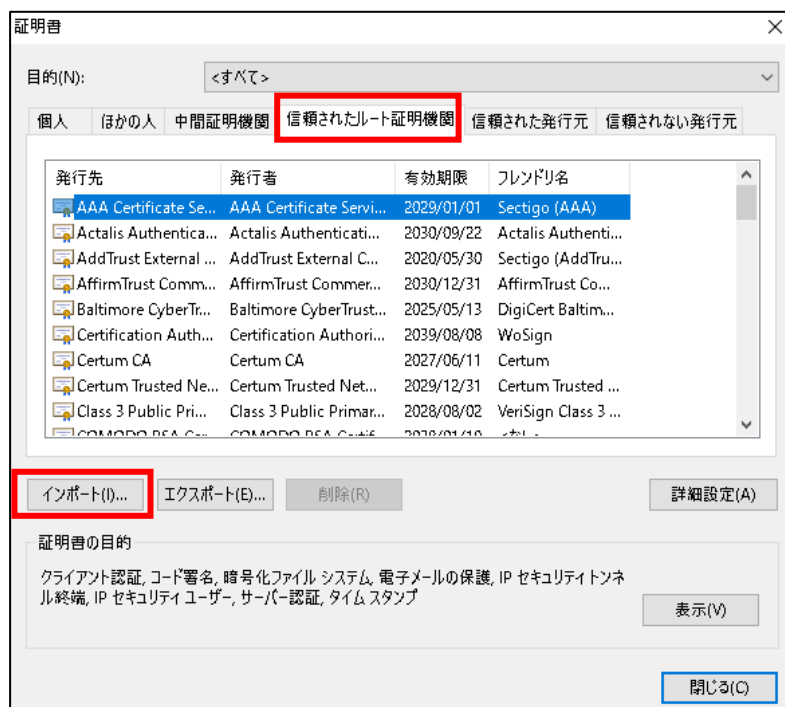 証明書
目的(N): <すべて>
個人 ほかの人 中間証明機関 信頼されたルート証明機関 信頼された発行元 信頼されない発行元
発行先 発行者 有効期限 フレンドリ名
AAA Certificate Se... AAA Certificate Servi... 2029/01/01 Sectigo (AAA)
Actalis Authentica... Actalis Authenticati... 2030/09/22 Actalis Authenti...
AddTrust External ... AddTrust External C... 2020/05/30 Sectigo (AddTru...
AffirmTrust Comm... AffirmTrust Commer... 2030/12/31 AffirmTrust Co...
Baltimore CyberTr... Baltimore CyberTrust... 2025/05/13 DigiCert Baltim...
Certification Auth... Certification Authori... 2039/08/08 WoSign
Certum CA Certum CA 2027/06/11 Certum
Certum Trusted Ne... Certum Trusted Net... 2029/12/31 Certum Trusted ...
Class 3 Public Pri... Class 3 Public Primar... 2028/08/02 VeriSign Class 3 ...
インポート(I)... エクスポート(E)... 削除(R) 詳細設定(A)
証明書の目的
クライアント認証, コード署名, 暗号化ファイル システム, 電子メールの保護, IP セキュリティ トンネ
ル終端, IP セキュリティ ユーザー, サーバー認証, タイム スタンプ
表示(V)
閉じる(C)